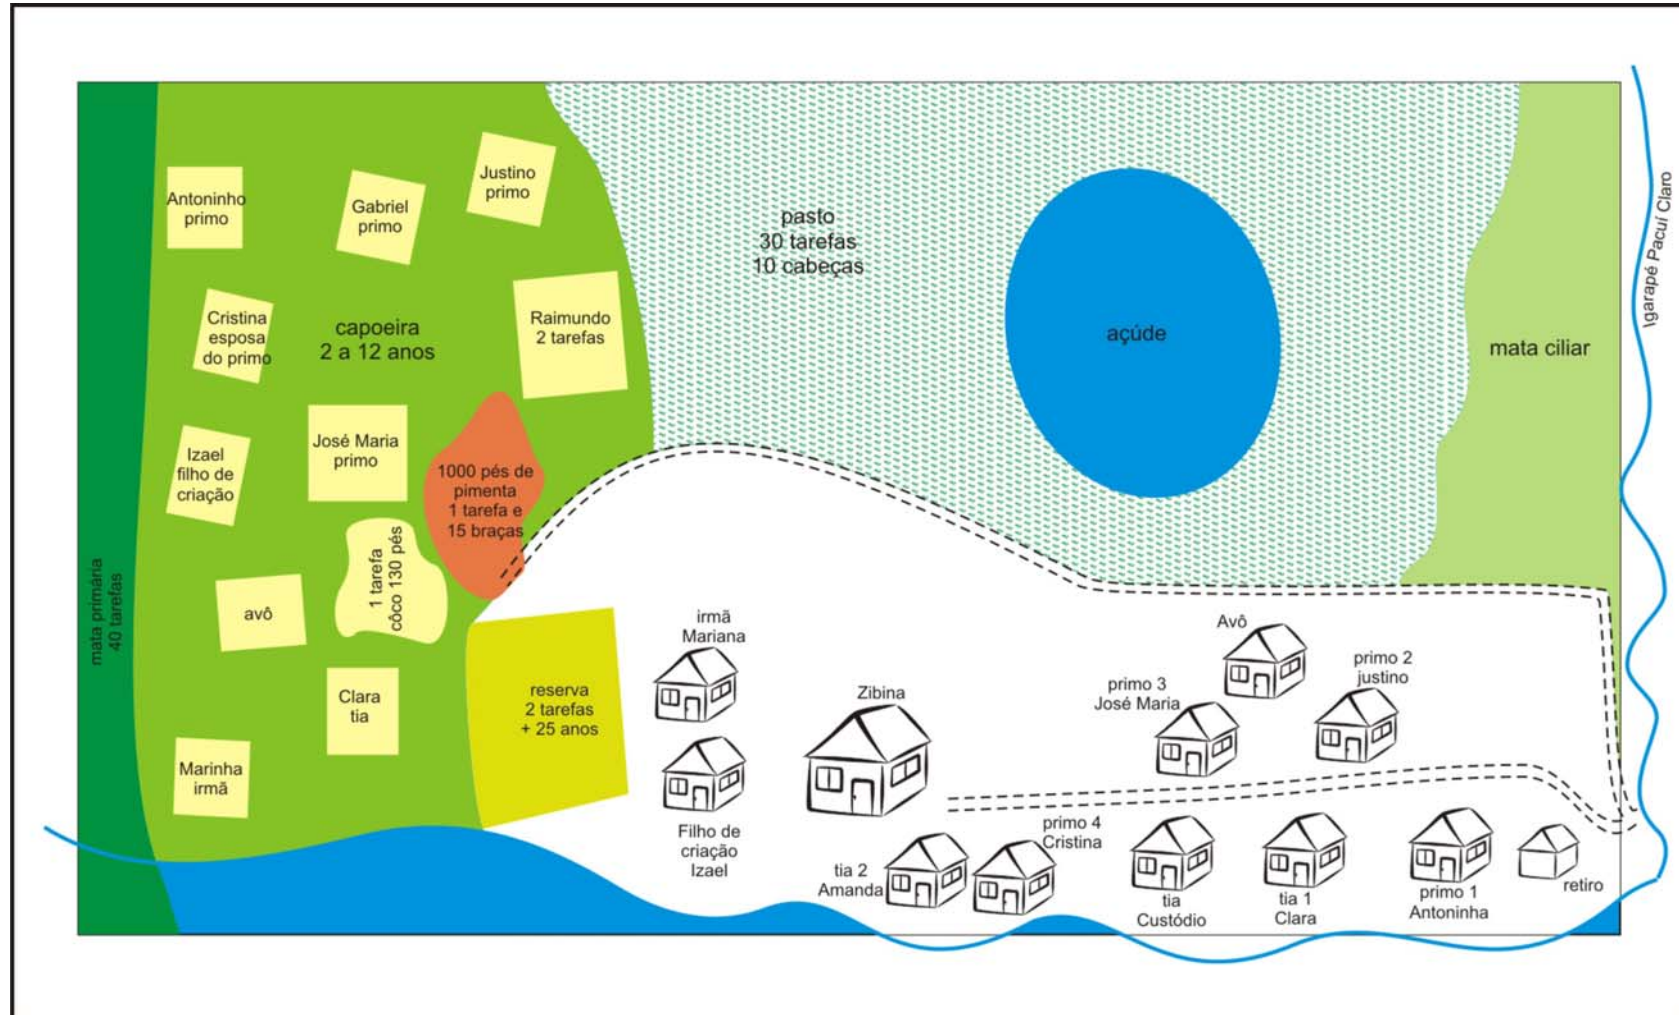 Antoninho
primo
Gabriel
primo
Justino
primo
Cristina
esposa
do primo
capoeira
2 a 12 anos
Raimundo
2 tarefas
Izael
filho de
criação
José Maria
primo
1000 pés de
pimenta
1 tarefa e
15 braças
1 tarefa
côco 130 pés
avô
Clara
tia
Marinha
irmã
mata primária
40 tarefas
reserva
2 tarefas
+ 25 anos
pasto
30 tarefas
10 cabeças
açúde
mata ciliar
Igarapé Pacuí Claro
irmã
Mariana
Zibina
Avô
primo 2
justino
primo 3
José Maria
Filho de
criação
Izael
tia 2
Amanda
primo 4
Cristina
tia
Custódio
tia 1
Clara
primo 1
Antoninha
retiro